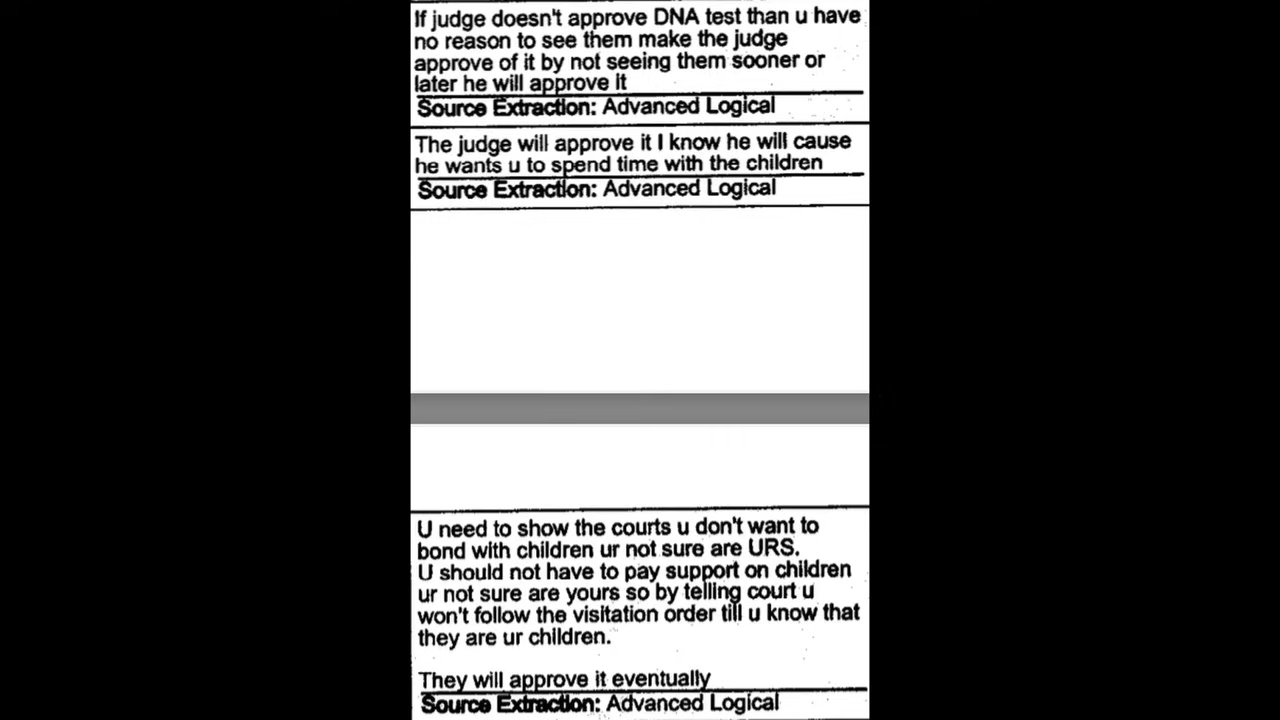 If judge doesn't approve DNA test than u have
no reason to see them make the judge
approve of it by not seeing them sooner or
later he will approve it
Source Extraction: Advanced Logical
The judge will approve it I know he will cause
he wants u to spend time with the children
Source Extraction: Advanced Logical
U need to show the courts u don't want to
bond with children ur not sure are URS.
U should not have to pay support on children
ur not sure are yours so by telling court u
won't follow the visitation order till u know that
they are ur children.
They will approve it eventually
Source Extraction: Advanced Logical